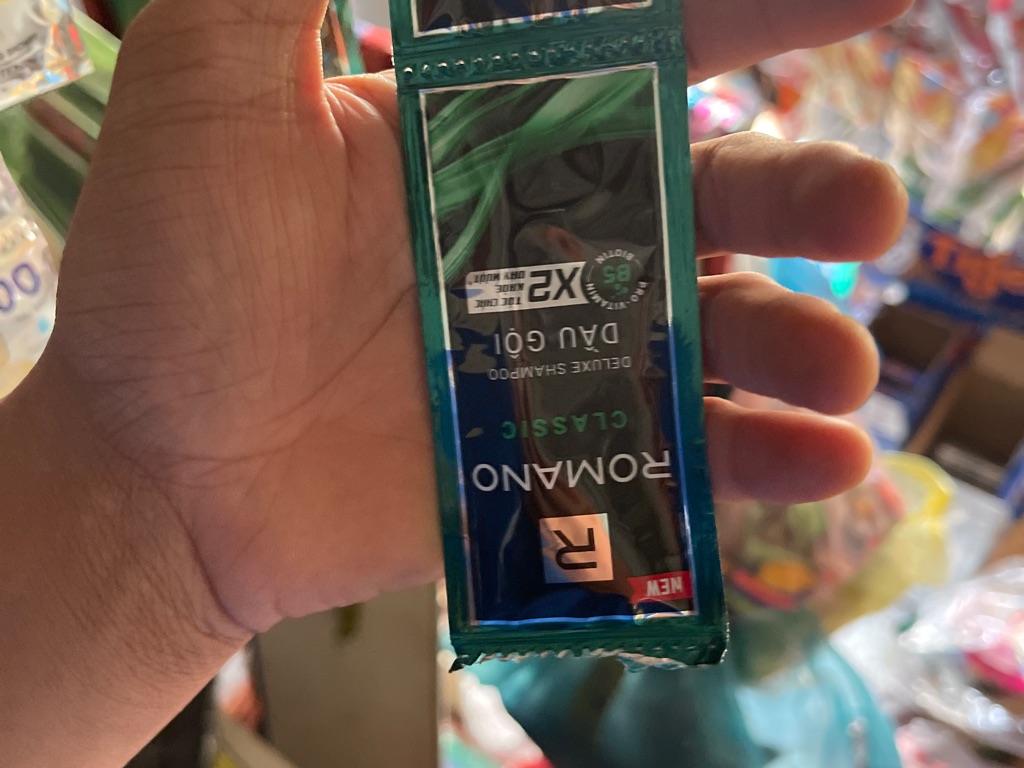 NEW
R
ROMANO
CLASSIC
DELUXE SHAMPOO
DẦU GỘI
PRO-VITAMIN
B5
BIOTIN
X2
TÓC CHẮC
KHỎE
DÀY MƯỢT